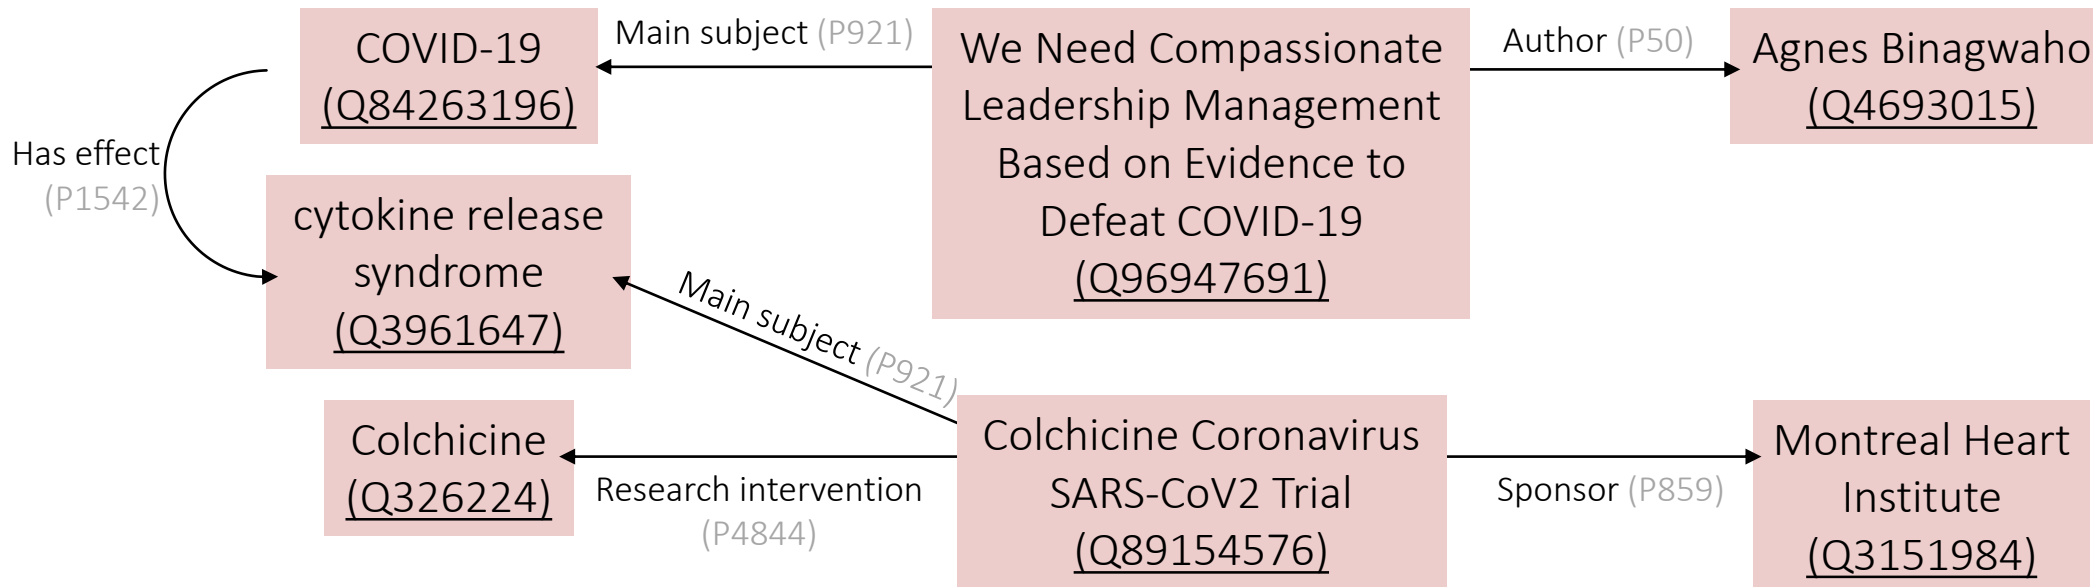 COVID-19
(Q84263196)
Main subject (P921)
We Need Compassionate
Leadership Management
Based on Evidence to
Defeat COVID-19
(Q96947691)
Author (P50)
Agnes Binagwaho
(Q4693015)
Has effect
(P1542)
cytokine release
syndrome
(Q3961647)
Main subject (P921)
Colchicine
(Q326224)
Research intervention
(P4844)
Colchicine Coronavirus
SARS-CoV2 Trial
(Q89154576)
Sponsor (P859)
Montreal Heart
Institute
(Q3151984)